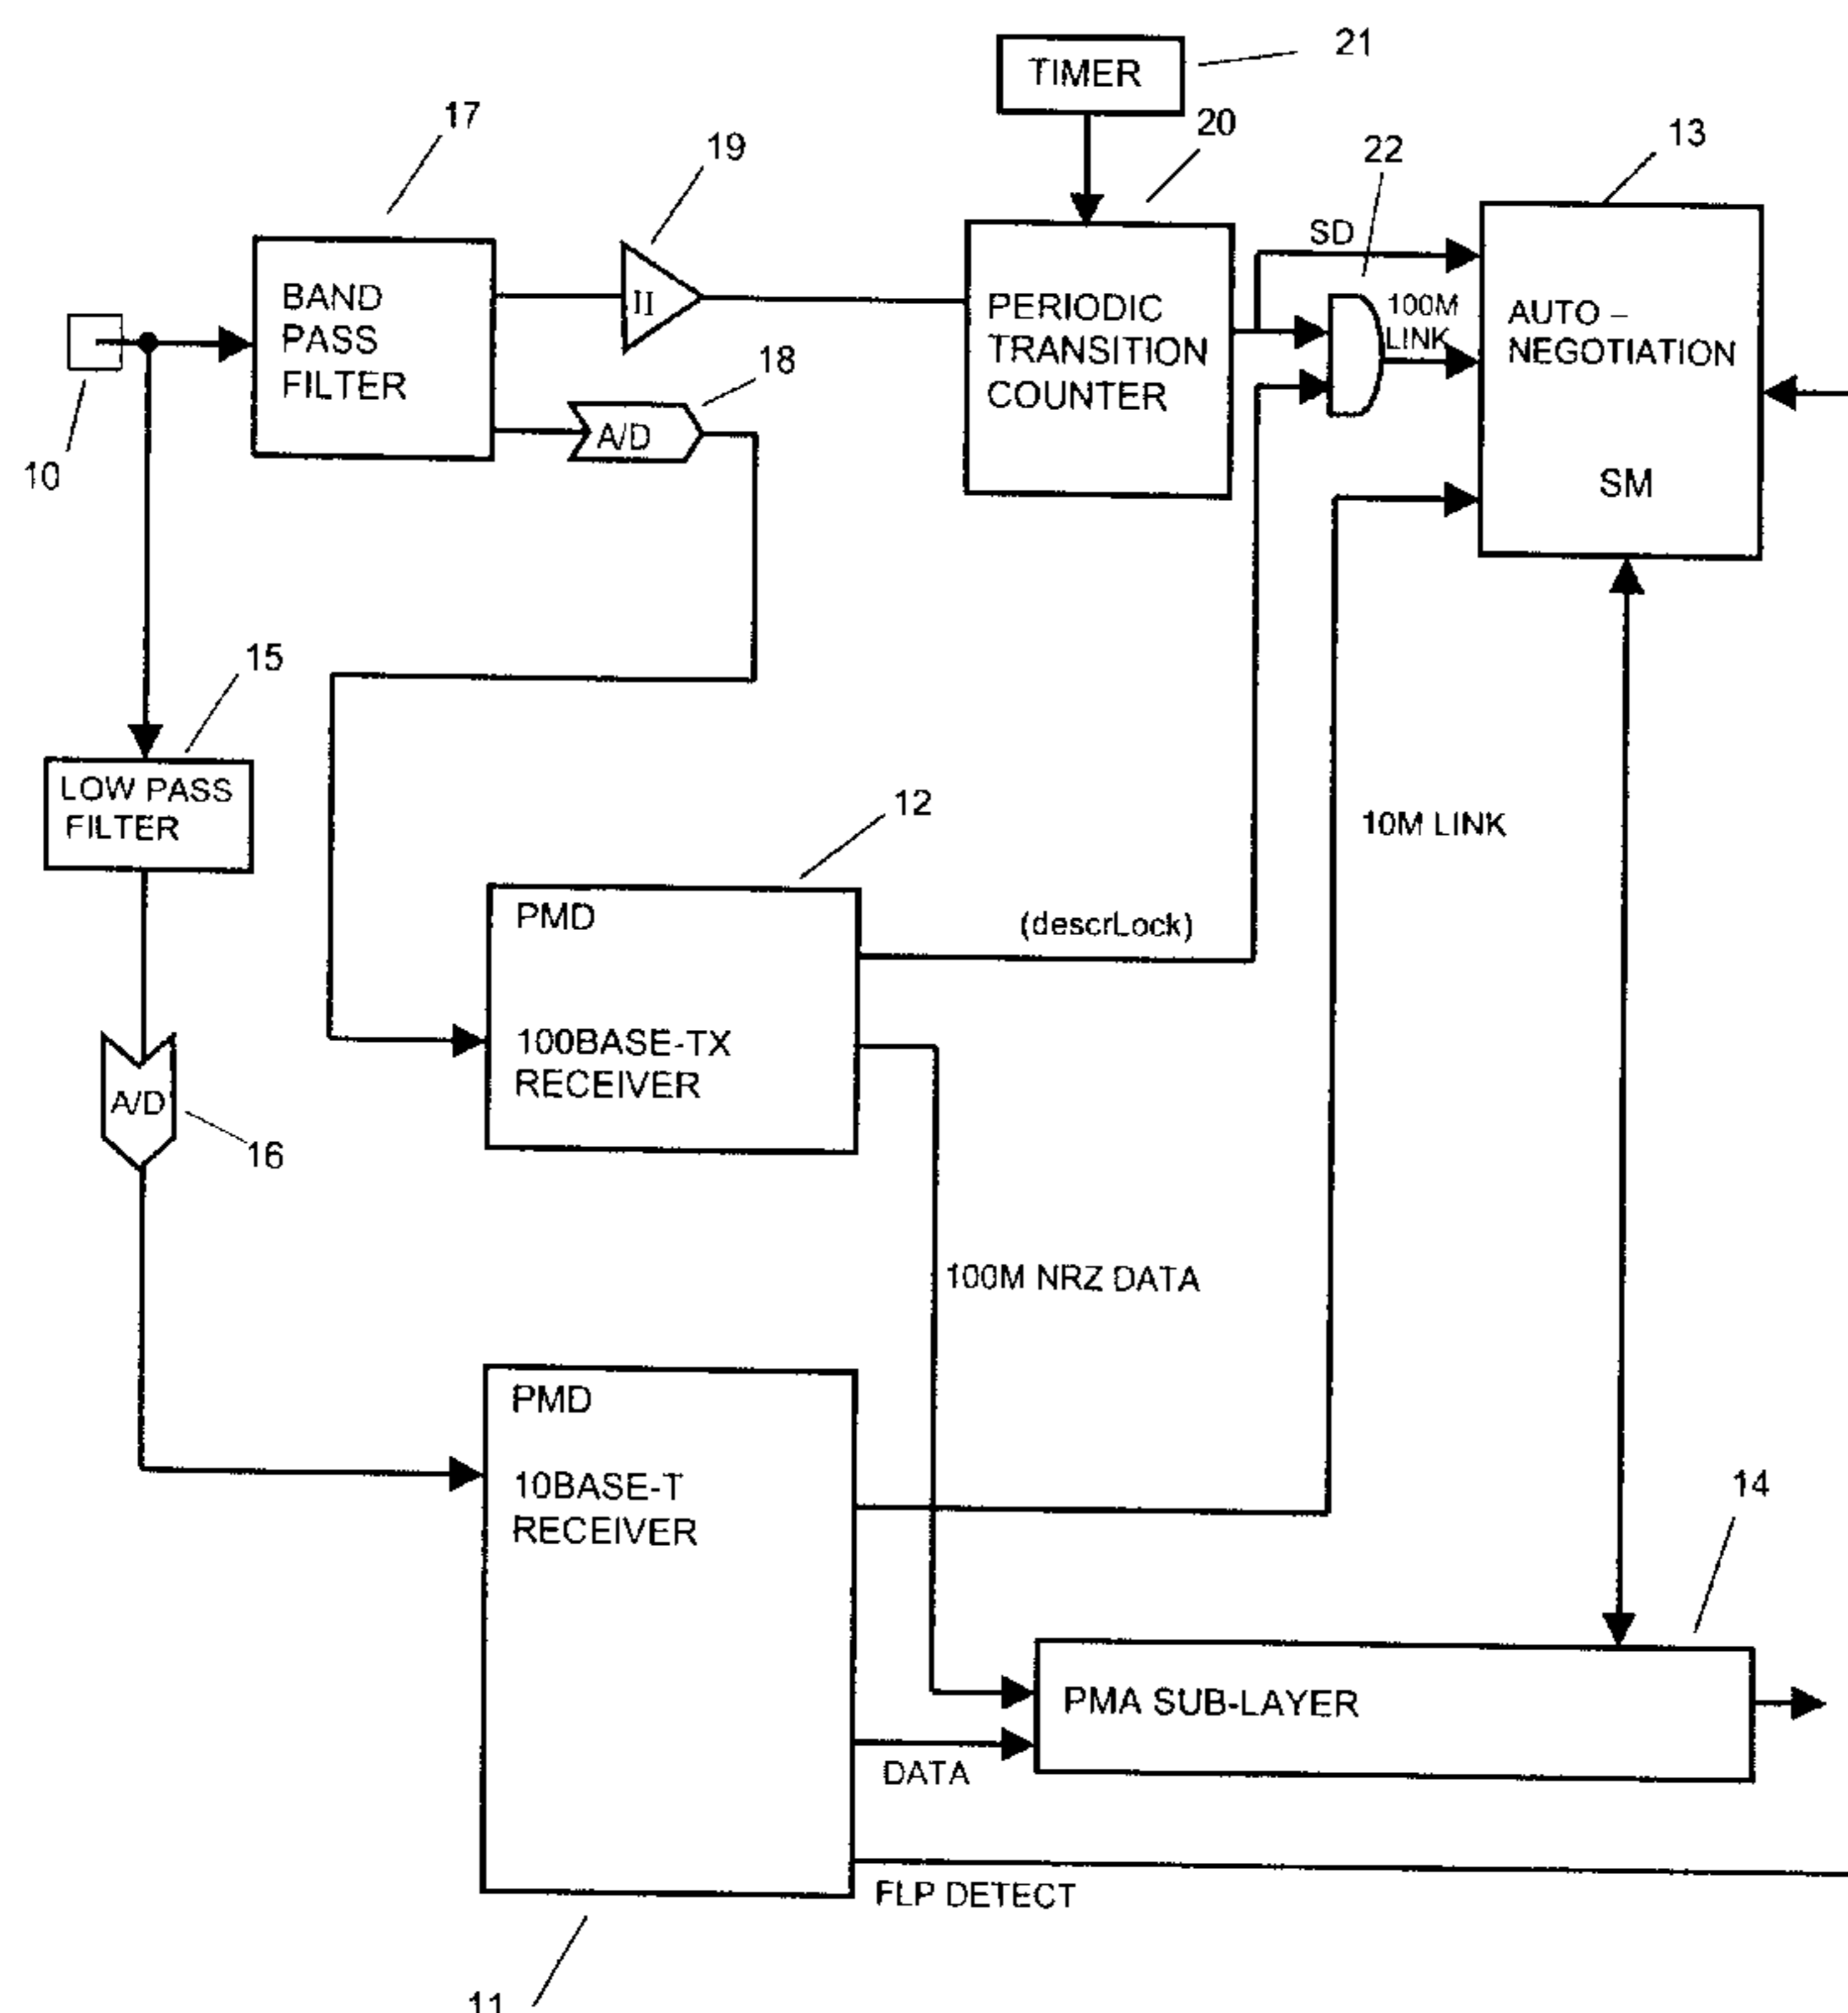 21
TIMER
20
17
19
22
13
SD
BAND
PASS
FILTER
II
PERIODIC
TRANSITION
COUNTER
100M
LINK
AUTO –
NEGOTIATION
SM
18
A/D
10
15
LOW PASS
FILTER
12
10M LINK
PMD
(descrLock)
100BASE-TX
RECEIVER
A/D
16
100M NRZ DATA
PMD
10BASE-T
RECEIVER
14
PMA SUB-LAYER
DATA
FLP DETECT
11